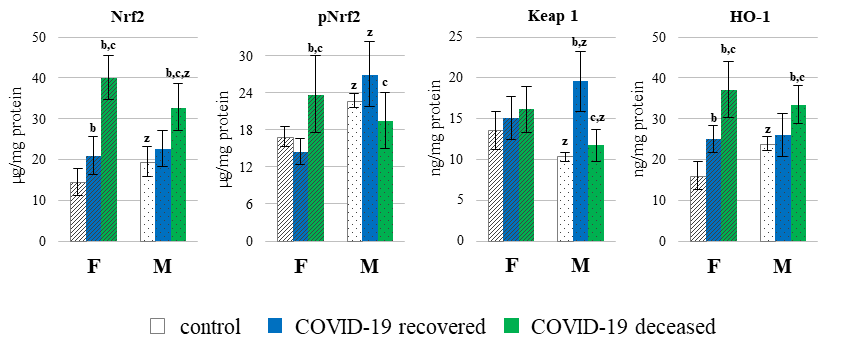 Nrf2
50
40
30
20
10
0
µg/mg protein
b
b,c
z
b,c,z
F
M
pNrf2
30
24
18
12
6
0
µg/mg protein
b,c
z
z
c
F
M
Keap 1
25
20
15
10
5
0
ng/mg protein
z
b,z
c,z
F
M
HO-1
50
40
30
20
10
0
ng/mg protein
b
b,c
z
b,c
F
M
control COVID-19 recovered COVID-19 deceased